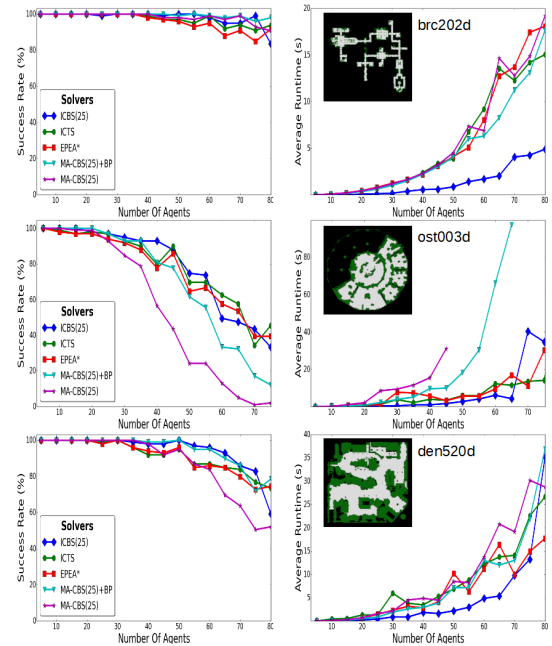 100
80
60
40
20
0
Success Rate (%)
Solvers
ICBS(25)
ICTS
EPEA*
MA-CBS(25)+BP
MA-CBS(25)
10 20 30 40 50 60 70 80
Number Of Agents
20
15
10
5
Average Runtime (s)
brc202d
10 20 30 40 50 60 70 80
Number Of Agents
100
80
60
40
20
0
Success Rate (%)
Solvers
ICBS(25)
ICTS
EPEA*
MA-CBS(25)+BP
MA-CBS(25)
10 20 30 40 50 60 70 80
Number Of Agents
100
80
60
40
20
0
Average Runtime (s)
ost003d
10 20 30 40 50 60 70 80
Number Of Agents
100
80
60
40
20
0
Success Rate (%)
Solvers
ICBS(25)
ICTS
EPEA*
MA-CBS(25)+BP
MA-CBS(25)
10 20 30 40 50 60 70 80
Number Of Agents
40
35
30
25
20
15
10
5
0
Average Runtime (s)
den520d
10 20 30 40 50 60 70 80
Number Of Agents